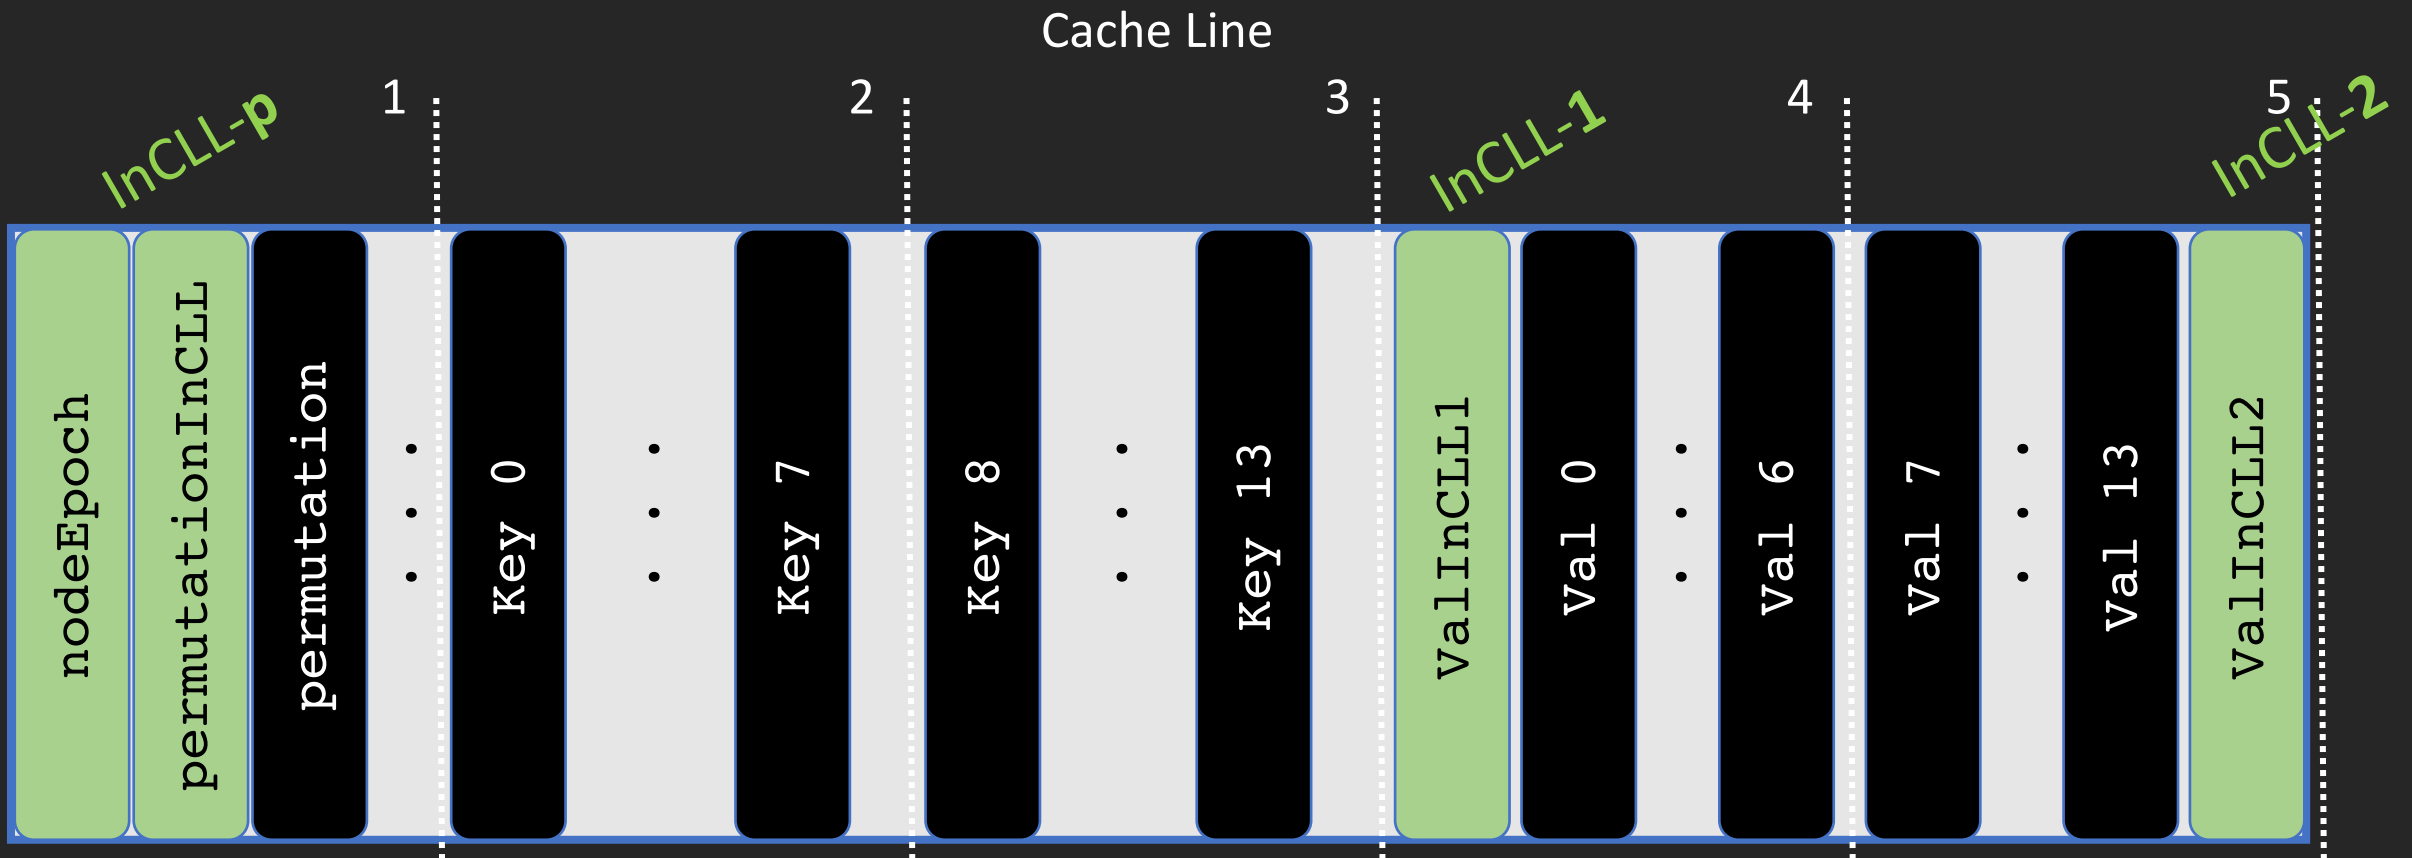 Cache Line
1
2
3
4
5
InCLL-p
InCLL-1
InCLL-2
nodeEpoch
permutationInCLL
permutation
Key 0
Key 7
Key 8
Key 13
valInCLL1
val 0
val 6
Val 7
Val 13
valInCLL2